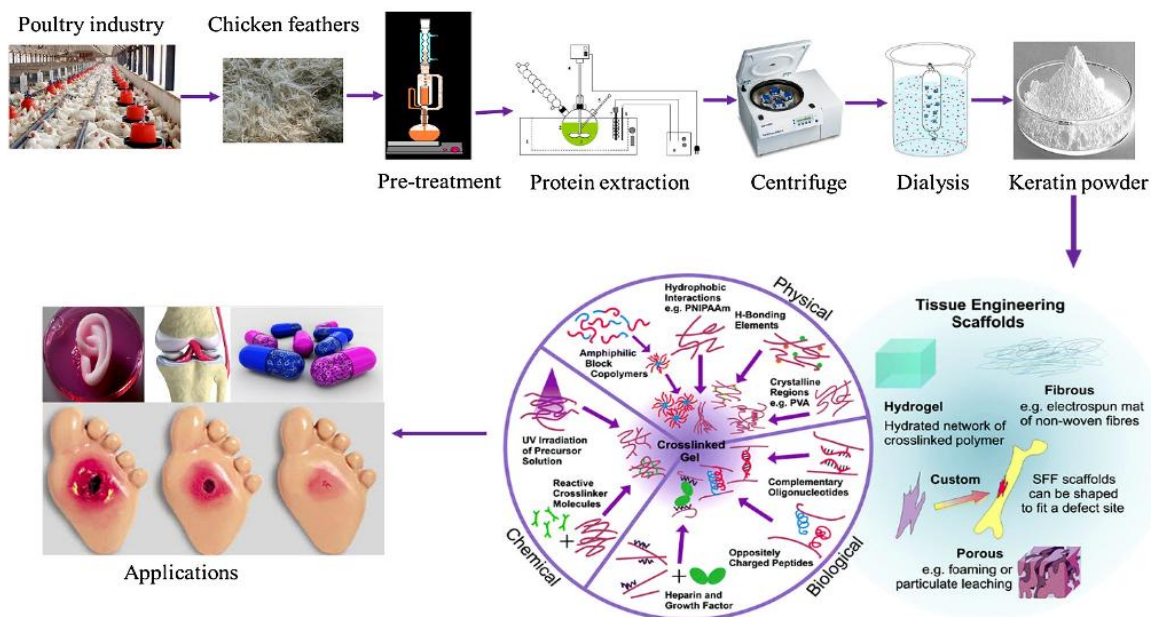 Poultry industry
Chicken feathers
Pre-treatment
Protein extraction
Centrifuge
Dialysis
Keratin powder
Physical
Hydrophobic
Interactions
e.g. PNIPAAm
H-Bonding
Elements
Amphiphilic
Block
Copolymers
Crystalline
Regions
e.g. PVA
UV Irradiation
of Precursor
Solution
Crosslinked
Gel
Reactive
Crosslinker
Molecules
Complementary
Oligonucleotides
Chemical
+
+
Heparin and
Growth Factor
Oppositely
Charged Peptides
Biological
Tissue Engineering
Scaffolds
Hydrogel
Hydrated network of
crosslinked polymer
Fibrous
e.g. electrospun mat
of non-woven fibres
Custom
SFF scaffolds
can be shaped
to fit a defect site
Porous
e.g. foaming or
particulate leaching
Applications